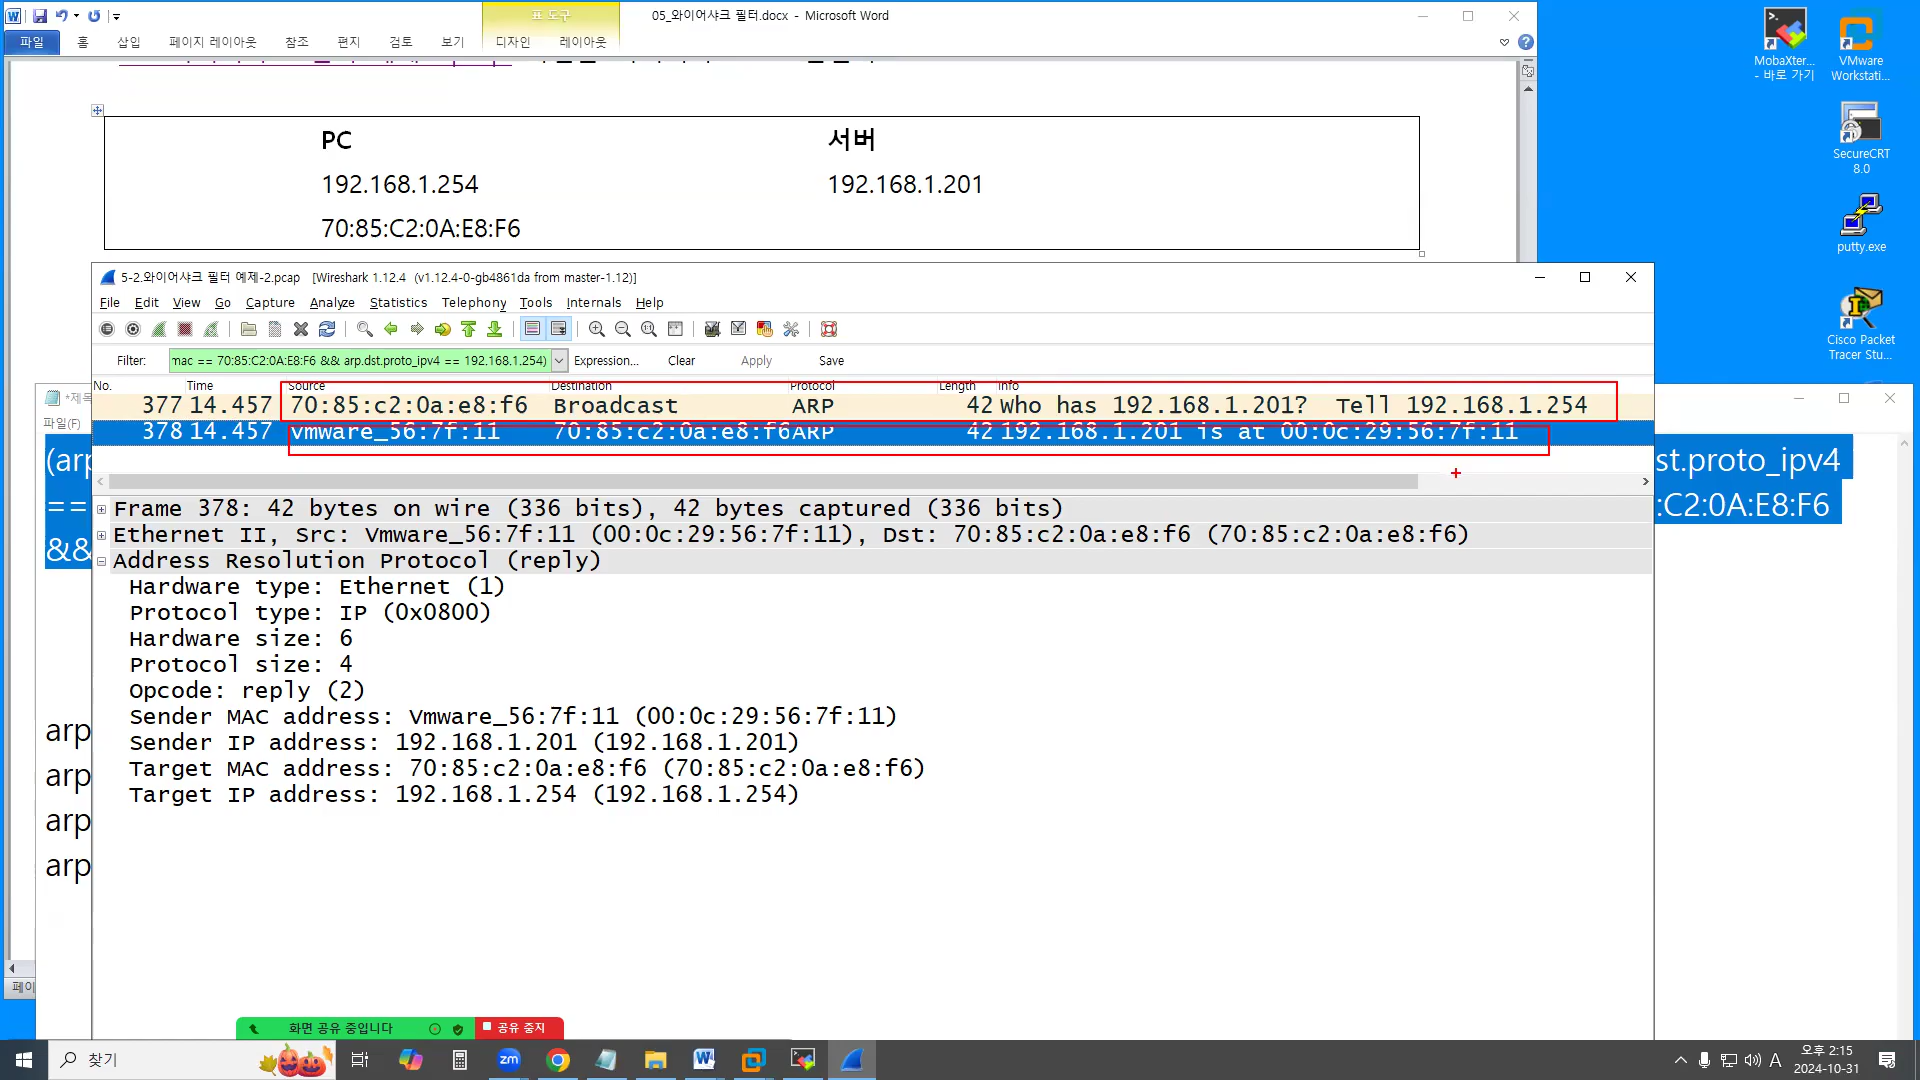 05_와이어샤크 필터.docx - Microsoft Word
표 도구
파일 홈 삽입 페이지 레이아웃 참조 편지 검토 보기 디자인 레이아웃
PC 서버
192.168.1.254 192.168.1.201
70:85:C2:0A:E8:F6
5-2.와이어샤크 필터 예제-2.pcap [Wireshark 1.12.4 (v1.12.4-0-gb4861da from master-1.12)]
File Edit View Go Capture Analyze Statistics Telephony Tools Internals Help
Filter: mac == 70:85:C2:0A:E8:F6 && arp.dst.proto_ipv4 == 192.168.1.254) Expression... Clear Apply Save
No. Time Source Destination Protocol Length Info
377 14.457 70:85:c2:0a:e8:f6 Broadcast ARP 42 Who has 192.168.1.201? Tell 192.168.1.254
378 14.457 Vmware_56:7f:11 70:85:c2:0a:e8:f6 ARP 42 192.168.1.201 is at 00:0c:29:56:7f:11
Frame 378: 42 bytes on wire (336 bits), 42 bytes captured (336 bits)
Ethernet II, Src: Vmware_56:7f:11 (00:0c:29:56:7f:11), Dst: 70:85:c2:0a:e8:f6 (70:85:c2:0a:e8:f6)
Address Resolution Protocol (reply)
Hardware type: Ethernet (1)
Protocol type: IP (0x0800)
Hardware size: 6
Protocol size: 4
Opcode: reply (2)
Sender MAC address: Vmware_56:7f:11 (00:0c:29:56:7f:11)
Sender IP address: 192.168.1.201 (192.168.1.201)
Target MAC address: 70:85:c2:0a:e8:f6 (70:85:c2:0a:e8:f6)
Target IP address: 192.168.1.254 (192.168.1.254)
*제목
파일(F)
(arp
==
&&
st.proto_ipv4
:C2:0A:E8:F6
arp
arp
arp
arp
페이
MobaXter...
- 바로 가기
VMware
Workstati...
SecureCRT
8.0
putty.exe
Cisco Packet
Tracer Stu...
화면 공유 중입니다 공유 중지
찾기
zm
A
오후 2:15
2024-10-31